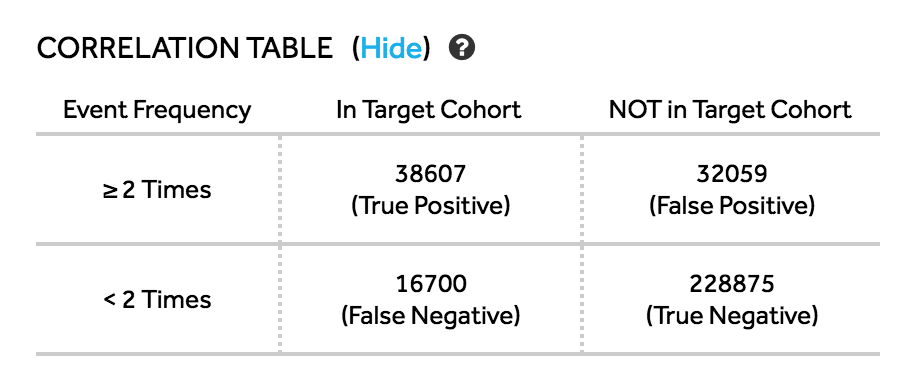 CORRELATION TABLE (Hide) ?
Event Frequency In Target Cohort NOT in Target Cohort
≥ 2 Times 38607 32059
(True Positive) (False Positive)
< 2 Times 16700 228875
(False Negative) (True Negative)